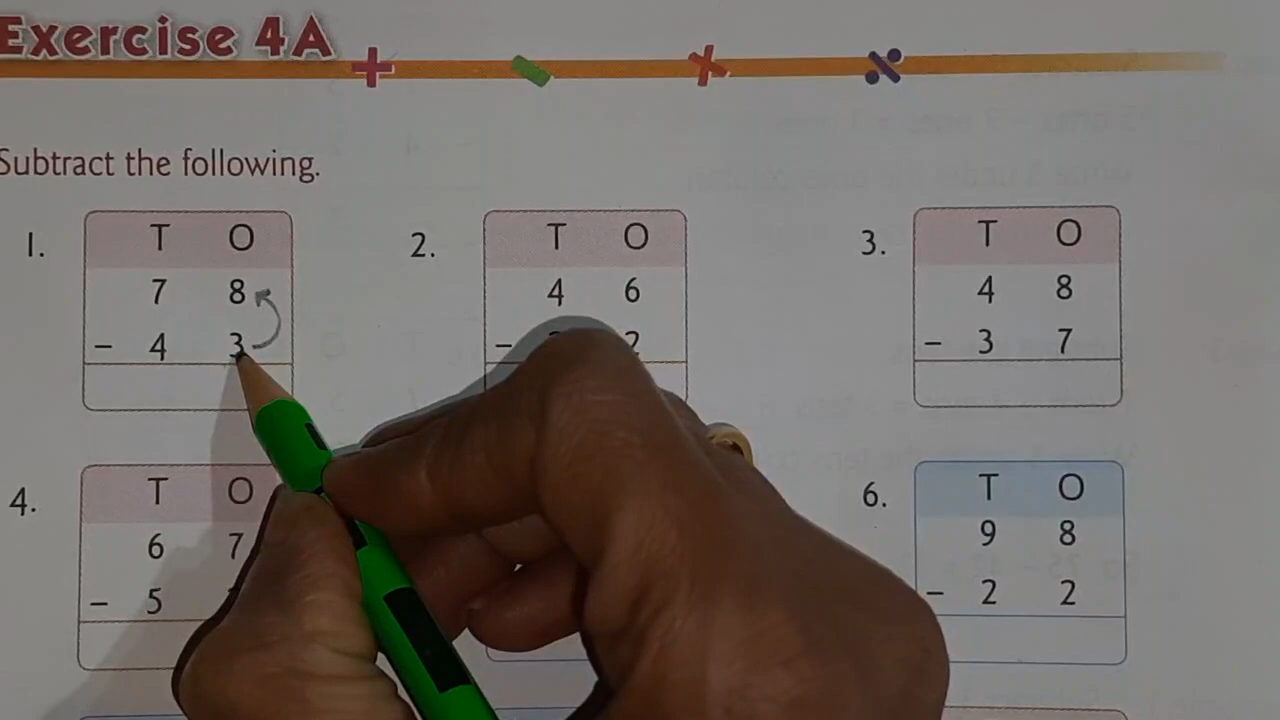 Exercise 4A
Subtract the following.
1. 2. 3.
T O T O T O
7 8 4 6 4 8
- 4 3 - 2 - 3 7
4. 6.
T O T O
6 7 9 8
- 5 - 2 2